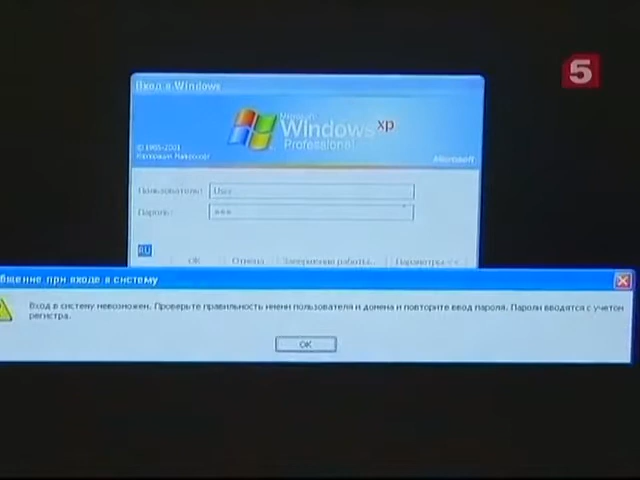 5
Вход в Windows
Microsoft
Windows xp
Professional
© 1985-2001
Корпорация Майкрософт
Microsoft
Пользователь:
User
Пароль:
***
RU
ОК
Отмена
Завершение работы...
Параметры <<
бщение при входе в систему
Вход в систему невозможен. Проверьте правильность имени пользователя и домена и повторите ввод пароля. Пароли вводятся с учетом
регистра.
OK